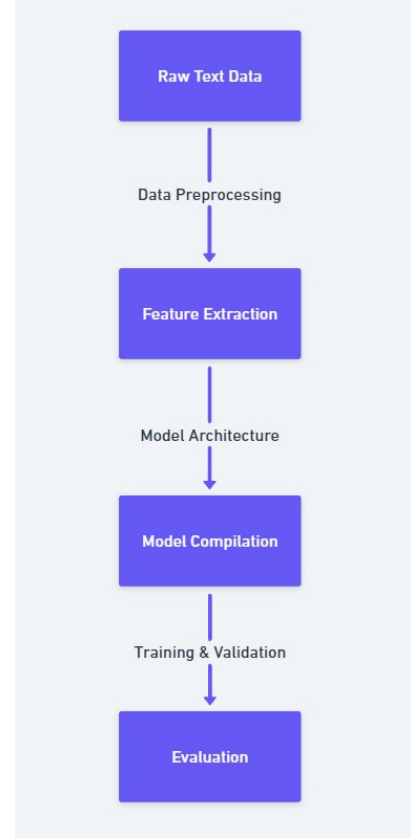 Raw Text Data
Data Preprocessing
Feature Extraction
Model Architecture
Model Compilation
Training & Validation
Evaluation